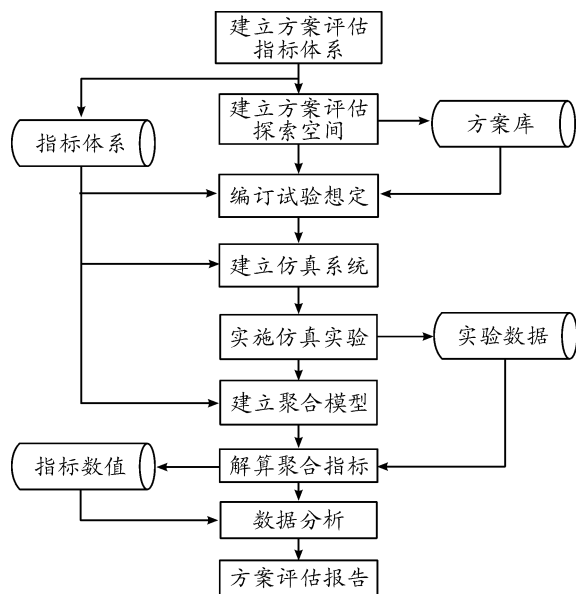 建立方案评估
指标体系
建立方案评估
探索空间
指标体系
方案库
编订试验想定
建立仿真系统
实施仿真实验
实验数据
建立聚合模型
指标数值
解算聚合指标
数据分析
方案评估报告